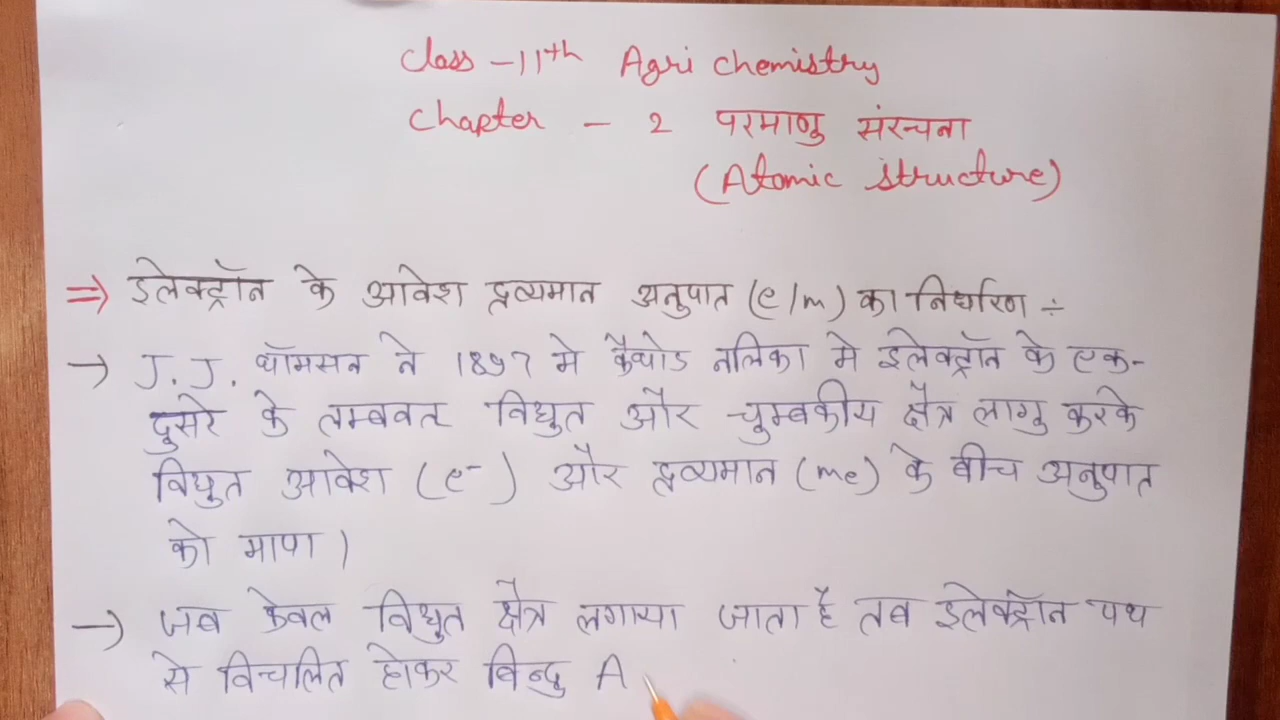 Class -11th Agri Chemistry
Chapter - 2 परमाणु संरचना
(Atomic structure)
⇒ इलेक्ट्रॉन के आवेश द्रव्यमान अनुपात (e/m) का निर्धारण ÷
→ J.J. थॉमसन ने 1897 मे कैथोड नलिका मे इलेक्ट्रॉन के एक-
दुसरे के लम्बवत विधुत और चुम्बकीय क्षैत्र लागु करके
विधुत आवेश (e-) और द्रव्यमान (me) के बीच अनुपात
को मापा।
→ जब केवल विधुत क्षैत्र लगाया जाता है तब इलेक्ट्रॉन पथ
से विचलित होकर बिन्दु A